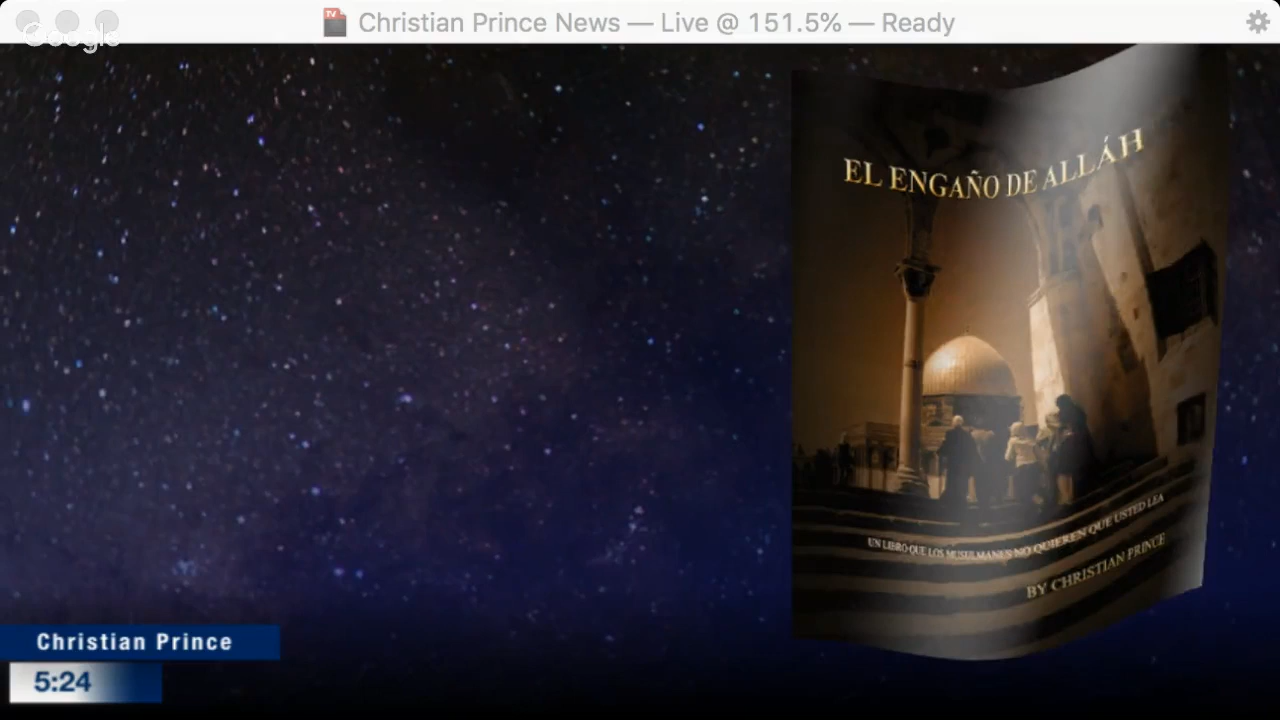 Christian Prince News — Live @ 151.5% — Ready
Google
EL ENGAÑO DE ALLÁH
UN LIBRO QUE LOS MUSULMANES NO QUIEREN QUE USTED LEA
BY CHRISTIAN PRINCE
Christian Prince
5:24